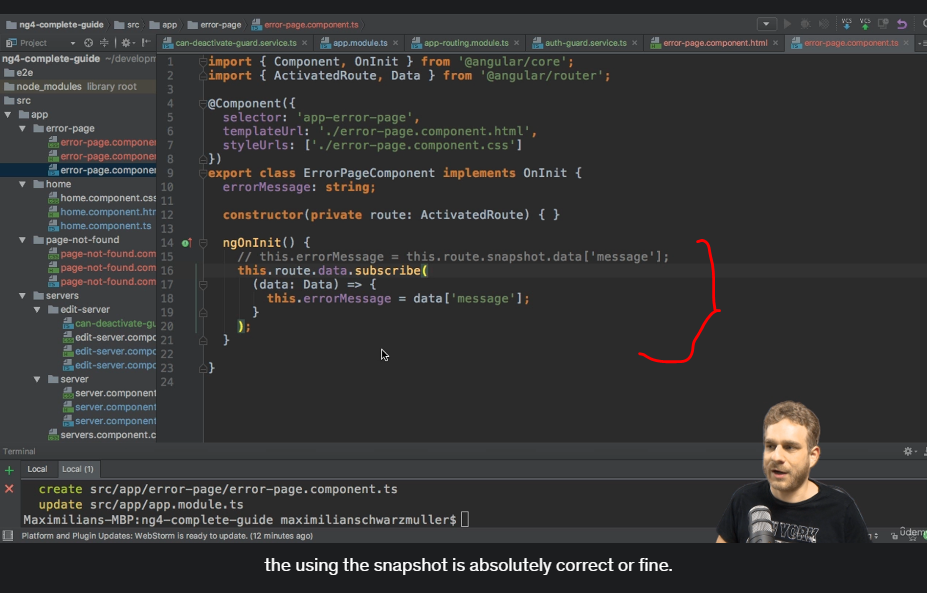 ng4-complete-guide src app error-page error-page.component.ts
Project can-deactivate-guard.service.ts app.module.ts app-routing.module.ts auth-guard.service.ts error-page.component.html error-page.component.ts
ng4-complete-guide ~/developm
e2e
node_modules library root
src
app
error-page
error-page.compone
error-page.compone
error-page.componen
home
home.component.css
home.component.htm
home.component.ts
page-not-found
page-not-found.comp
page-not-found.comp
page-not-found.comp
servers
edit-server
can-deactivate-gu
edit-server.compo
edit-server.compo
edit-server.compo
server
server.component
server.component
server.component
servers.component.c
1 import { Component, OnInit } from '@angular/core';
2 import { ActivatedRoute, Data } from '@angular/router';
3
4 @Component({
5 selector: 'app-error-page',
6 templateUrl: './error-page.component.html',
7 styleUrls: ['./error-page.component.css']
8 })
9 export class ErrorPageComponent implements OnInit {
10 errorMessage: string;
11
12 constructor(private route: ActivatedRoute) { }
13
14 ngOnInit() {
15 // this.errorMessage = this.route.snapshot.data['message'];
16 this.route.data.subscribe(
17 (data: Data) => {
18 this.errorMessage = data['message'];
19 }
20 );
21 }
22
23 }
24
Terminal
Local Local (1)
create src/app/error-page/error-page.component.ts
update src/app/app.module.ts
Maximilians-MBP:ng4-complete-guide maximilianschwarzmuller$
Platform and Plugin Updates: WebStorm is ready to update. (12 minutes ago)
YORK
the using the snapshot is absolutely correct or fine.